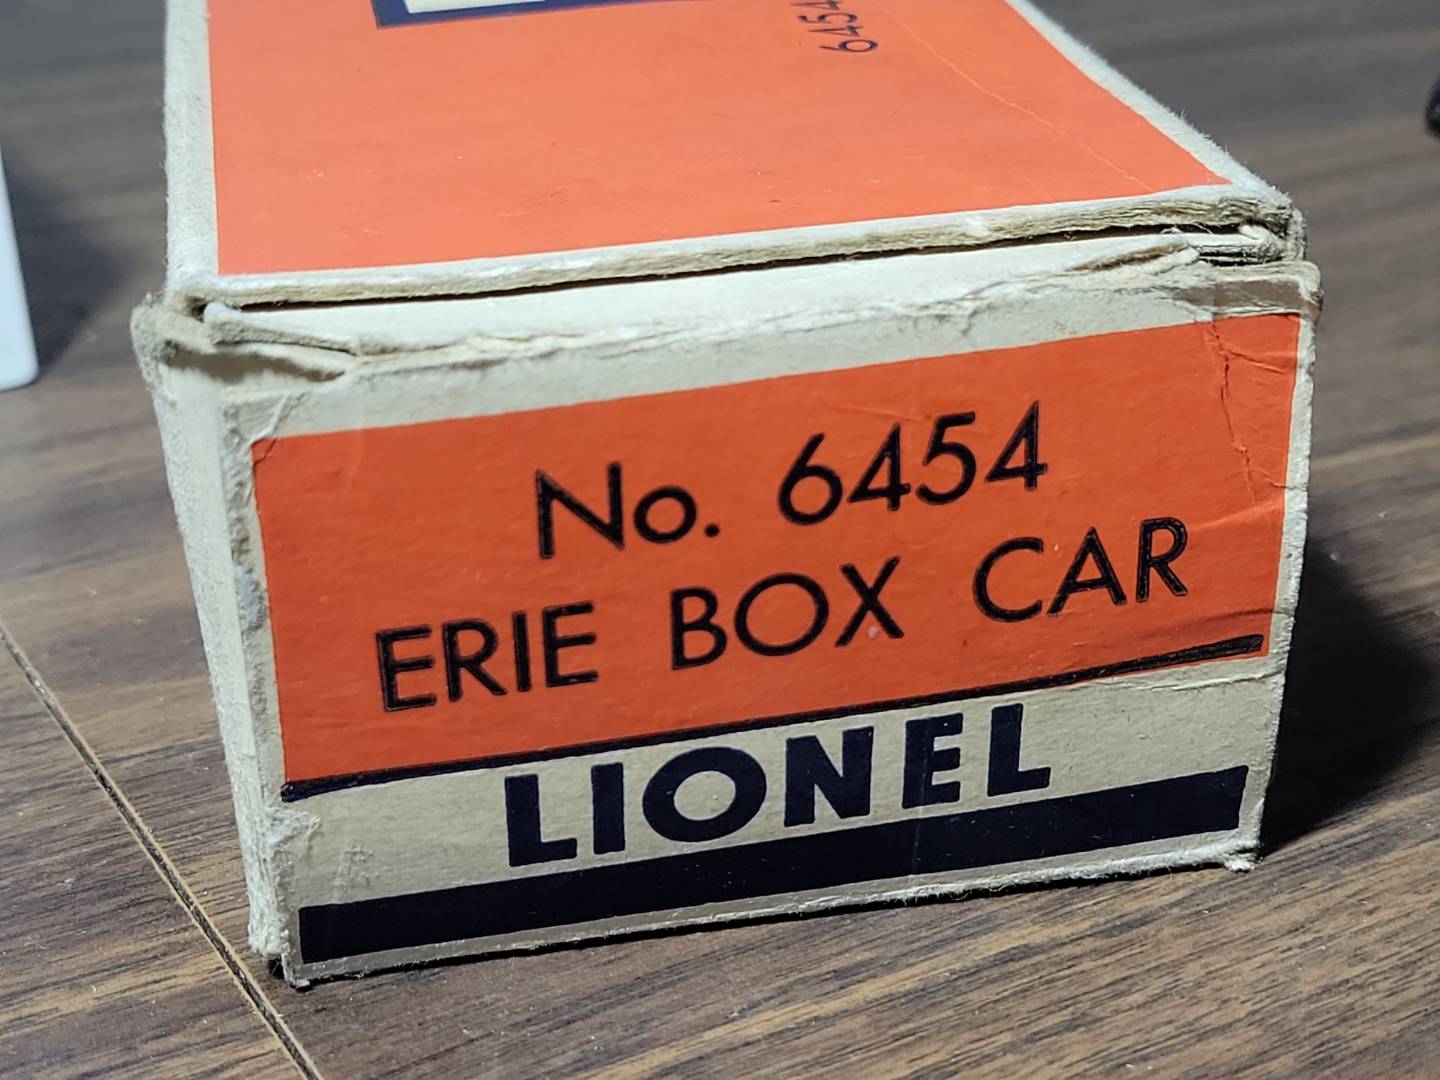 6454
No. 6454
ERIE BOX CAR
LIONEL